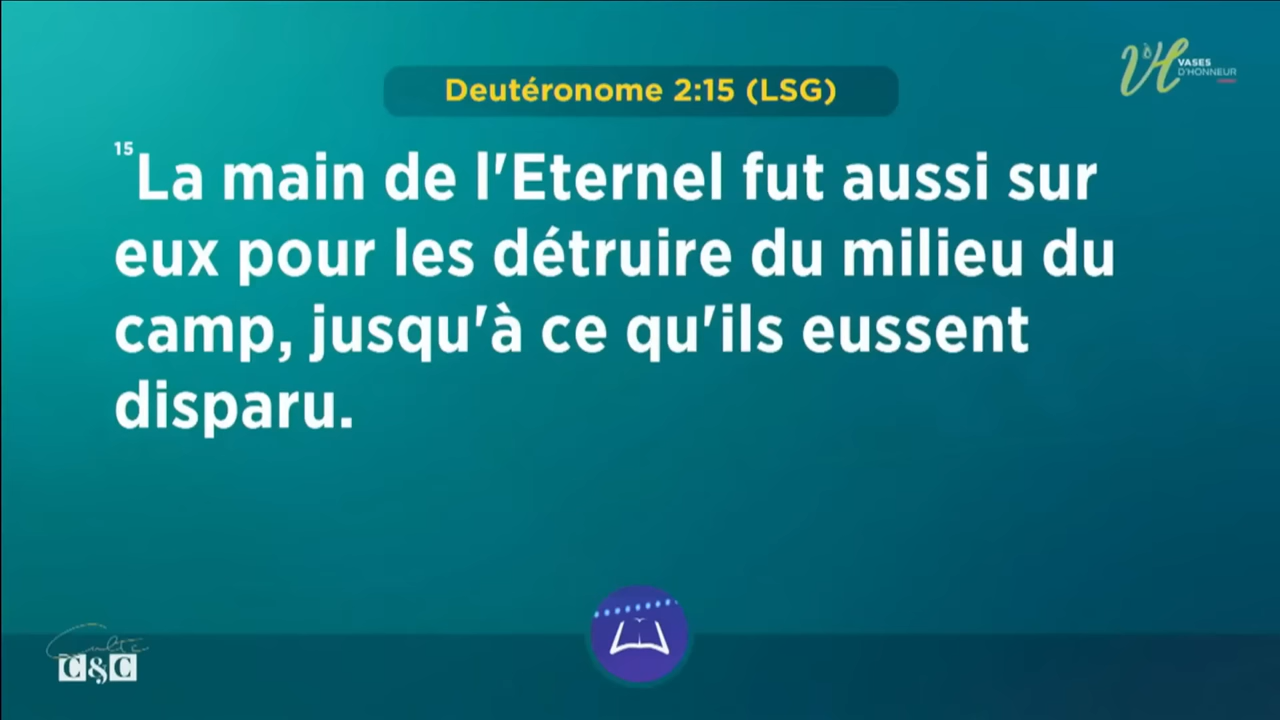 Deutéronome 2:15 (LSG)
VASES
D'HONNEUR
15 La main de l'Eternel fut aussi sur
eux pour les détruire du milieu du
camp, jusqu'à ce qu'ils eussent
disparu.
Culte
C&C